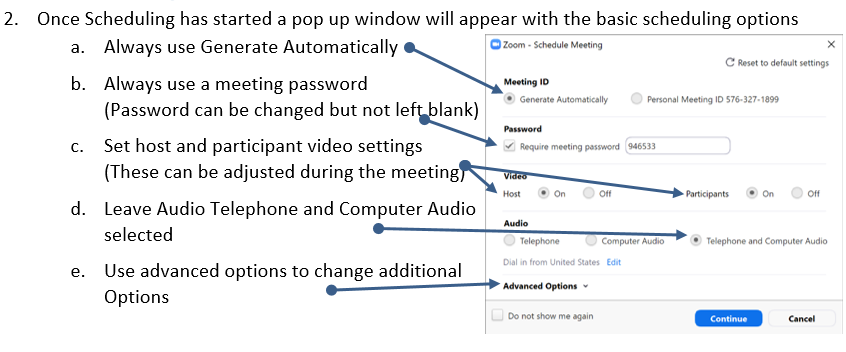 2. Once Scheduling has started a pop up window will appear with the basic scheduling options
a. Always use Generate Automatically
b. Always use a meeting password
(Password can be changed but not left blank)
c. Set host and participant video settings
(These can be adjusted during the meeting)
d. Leave Audio Telephone and Computer Audio
selected
e. Use advanced options to change additional
Options
Zoom - Schedule Meeting
Reset to default settings
Meeting ID
Generate Automatically Personal Meeting ID 576-327-1899
Password
Require meeting password 946533
Video
Host On Off Participants On Off
Audio
Telephone Computer Audio Telephone and Computer Audio
Dial in from United States Edit
Advanced Options
Do not show me again Continue Cancel